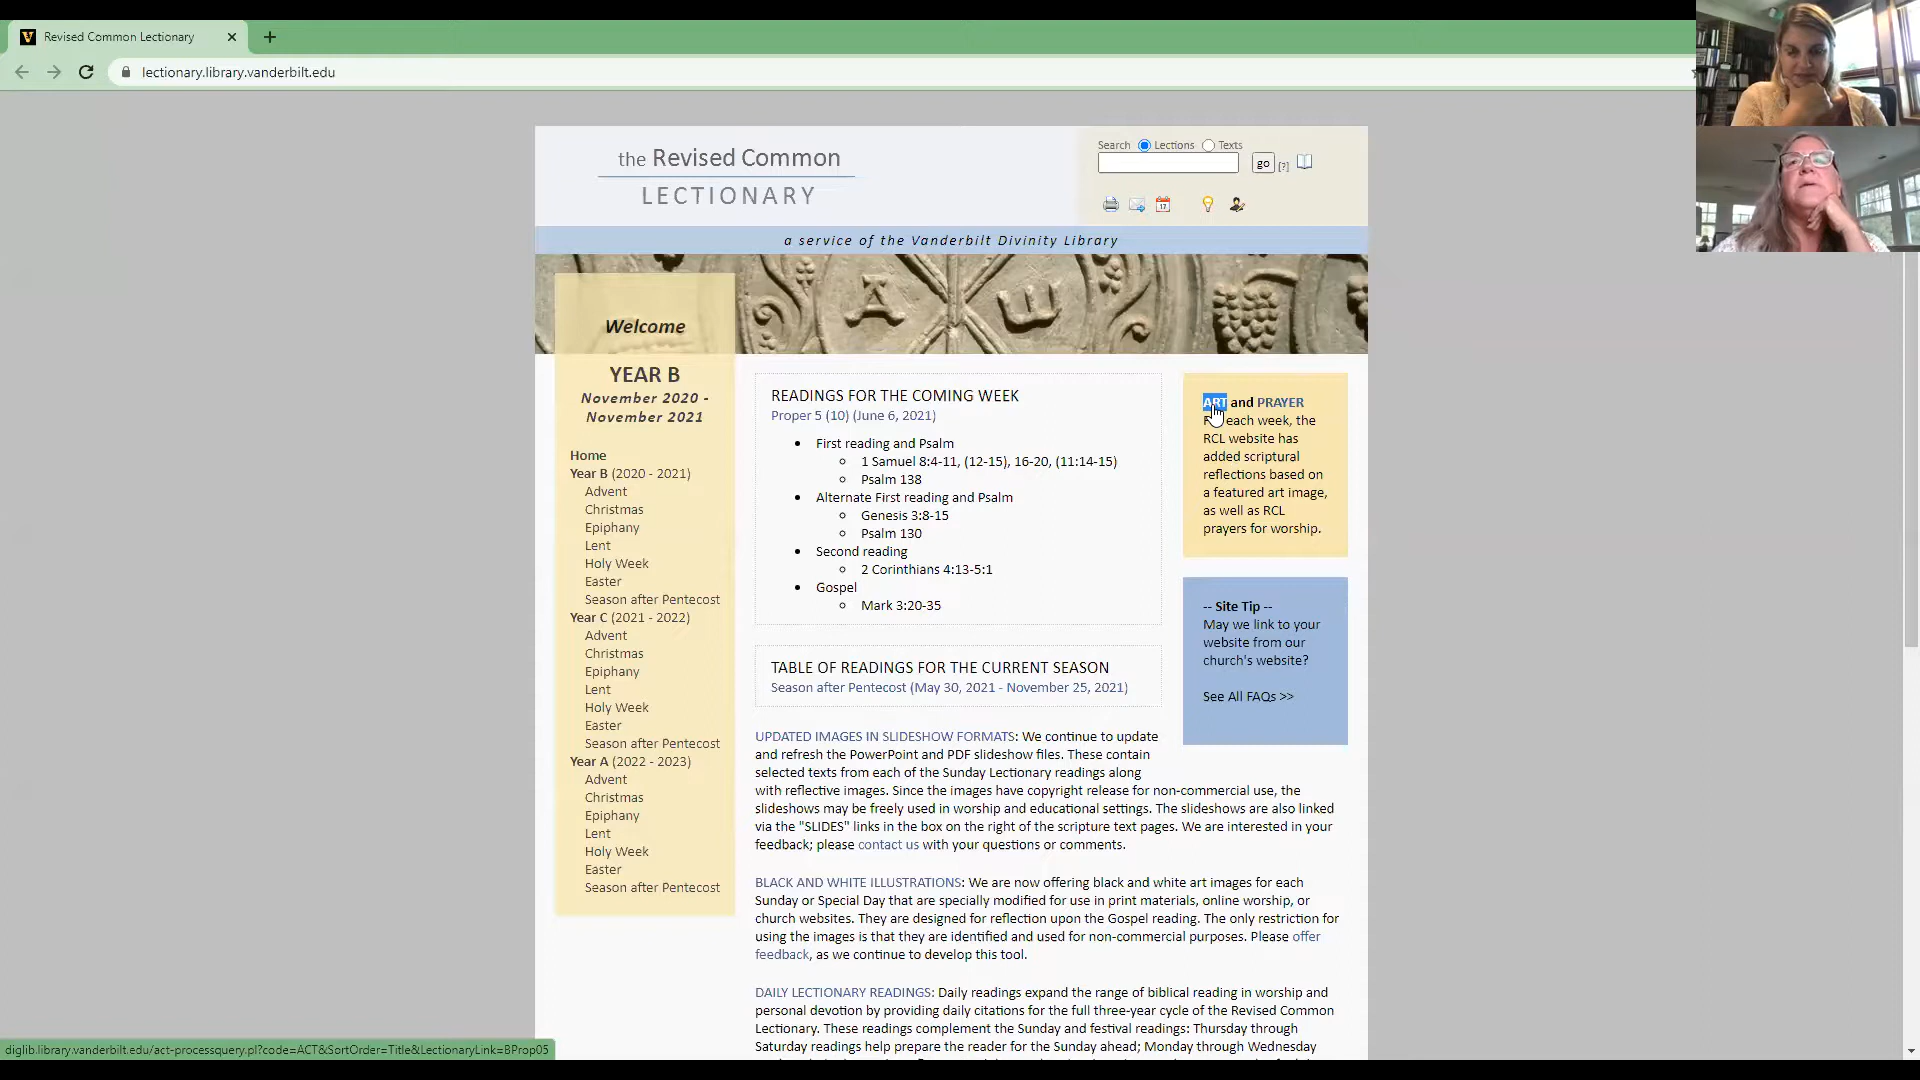 Revised Common Lectionary
lectionary.library.vanderbilt.edu
the Revised Common
LECTIONARY
Search Lections Texts
go [?]
17
a service of the Vanderbilt Divinity Library
Α Ш
Welcome
YEAR B
November 2020 -
November 2021
Home
Year B (2020 - 2021)
Advent
Christmas
Epiphany
Lent
Holy Week
Easter
Season after Pentecost
Year C (2021 - 2022)
Advent
Christmas
Epiphany
Lent
Holy Week
Easter
Season after Pentecost
Year A (2022 - 2023)
Advent
Christmas
Epiphany
Lent
Holy Week
Easter
Season after Pentecost
READINGS FOR THE COMING WEEK
Proper 5 (10) (June 6, 2021)
First reading and Psalm
1 Samuel 8:4-11, (12-15), 16-20, (11:14-15)
Psalm 138
Alternate First reading and Psalm
Genesis 3:8-15
Psalm 130
Second reading
2 Corinthians 4:13-5:1
Gospel
Mark 3:20-35
TABLE OF READINGS FOR THE CURRENT SEASON
Season after Pentecost (May 30, 2021 - November 25, 2021)
ART and PRAYER
each week, the
RCL website has
added scriptural
reflections based on
a featured art image,
as well as RCL
prayers for worship.
-- Site Tip --
May we link to your
website from our
church's website?
See All FAQs >>
UPDATED IMAGES IN SLIDESHOW FORMATS: We continue to update
and refresh the PowerPoint and PDF slideshow files. These contain
selected texts from each of the Sunday Lectionary readings along
with reflective images. Since the images have copyright release for non-commercial use, the
slideshows may be freely used in worship and educational settings. The slideshows are also linked
via the "SLIDES" links in the box on the right of the scripture text pages. We are interested in your
feedback; please contact us with your questions or comments.
BLACK AND WHITE ILLUSTRATIONS: We are now offering black and white art images for each
Sunday or Special Day that are specially modified for use in print materials, online worship, or
church websites. They are designed for reflection upon the Gospel reading. The only restriction for
using the images is that they are identified and used for non-commercial purposes. Please offer
feedback, as we continue to develop this tool.
DAILY LECTIONARY READINGS: Daily readings expand the range of biblical reading in worship and
personal devotion by providing daily citations for the full three-year cycle of the Revised Common
Lectionary. These readings complement the Sunday and festival readings: Thursday through
Saturday readings help prepare the reader for the Sunday ahead; Monday through Wednesday
diglib.library.vanderbilt.edu/act-processquery.pl?code=ACT&SortOrder=Title&LectionaryLink=BProp05